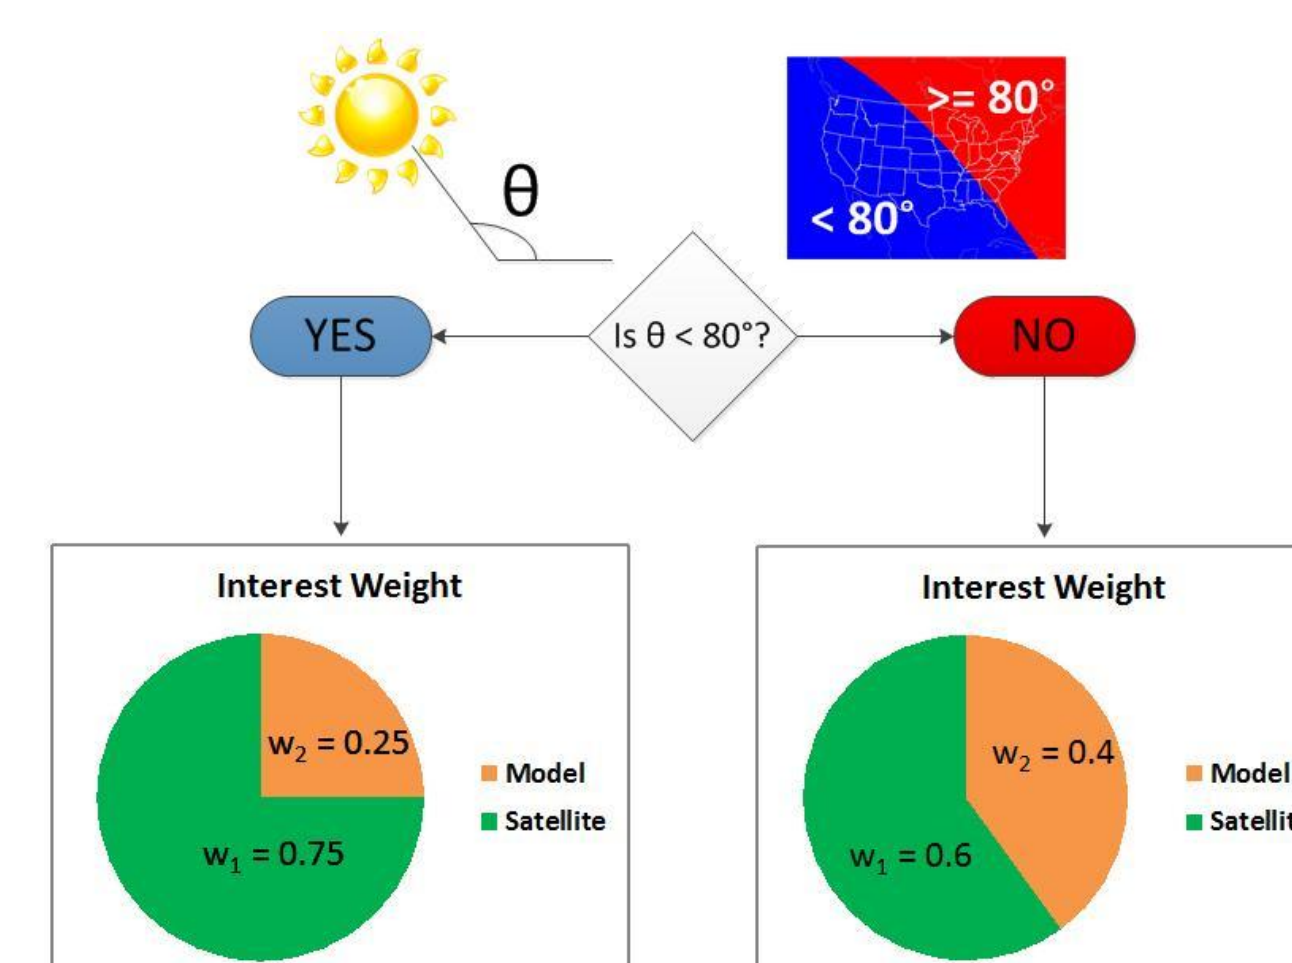 θ
>= 80°
< 80°
YES
Is θ < 80°?
NO
Interest Weight
w₂ = 0.25
w₁ = 0.75
Model
Satellite
Interest Weight
w₂ = 0.4
w₁ = 0.6
Model
Satellit